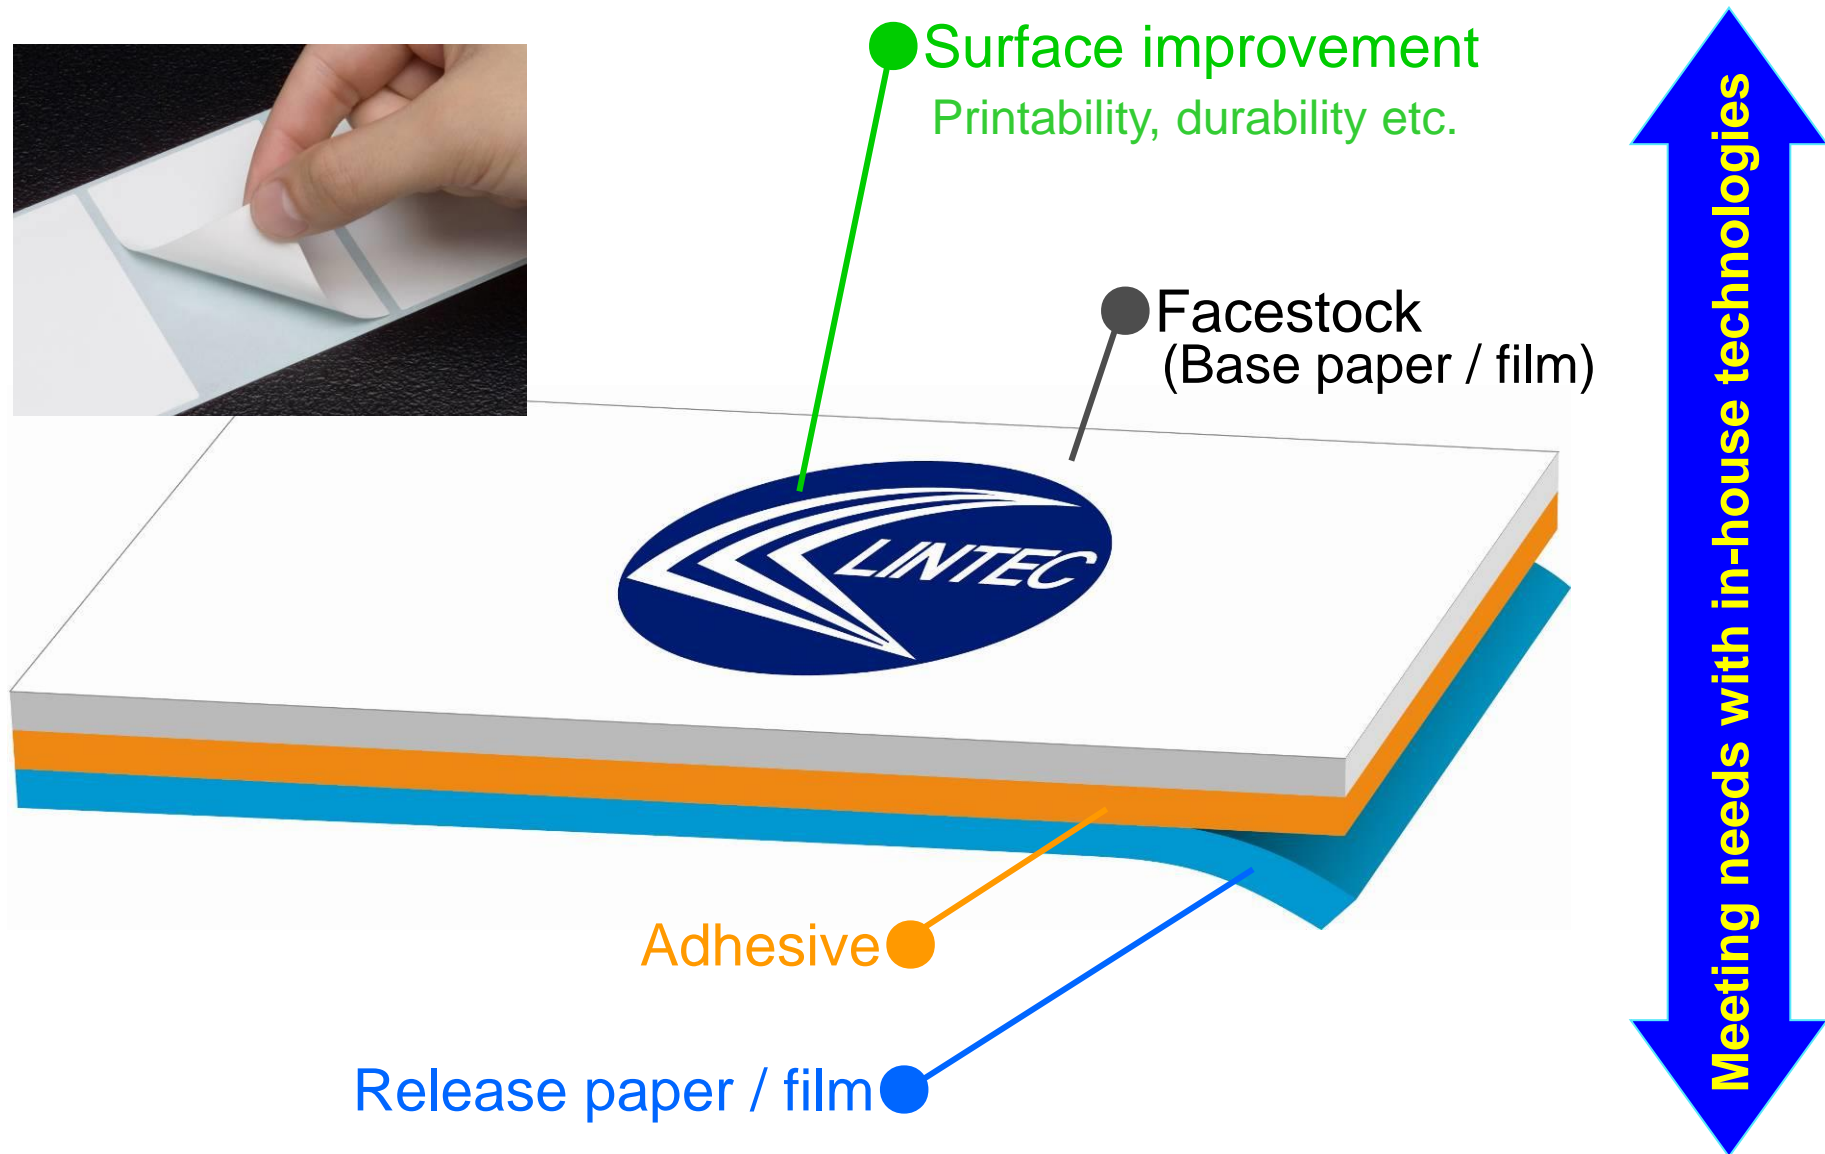 Surface improvement
Printability, durability etc.
Facestock
(Base paper / film)
LINTEC
Adhesive
Release paper / film
Meeting needs with in-house technologies